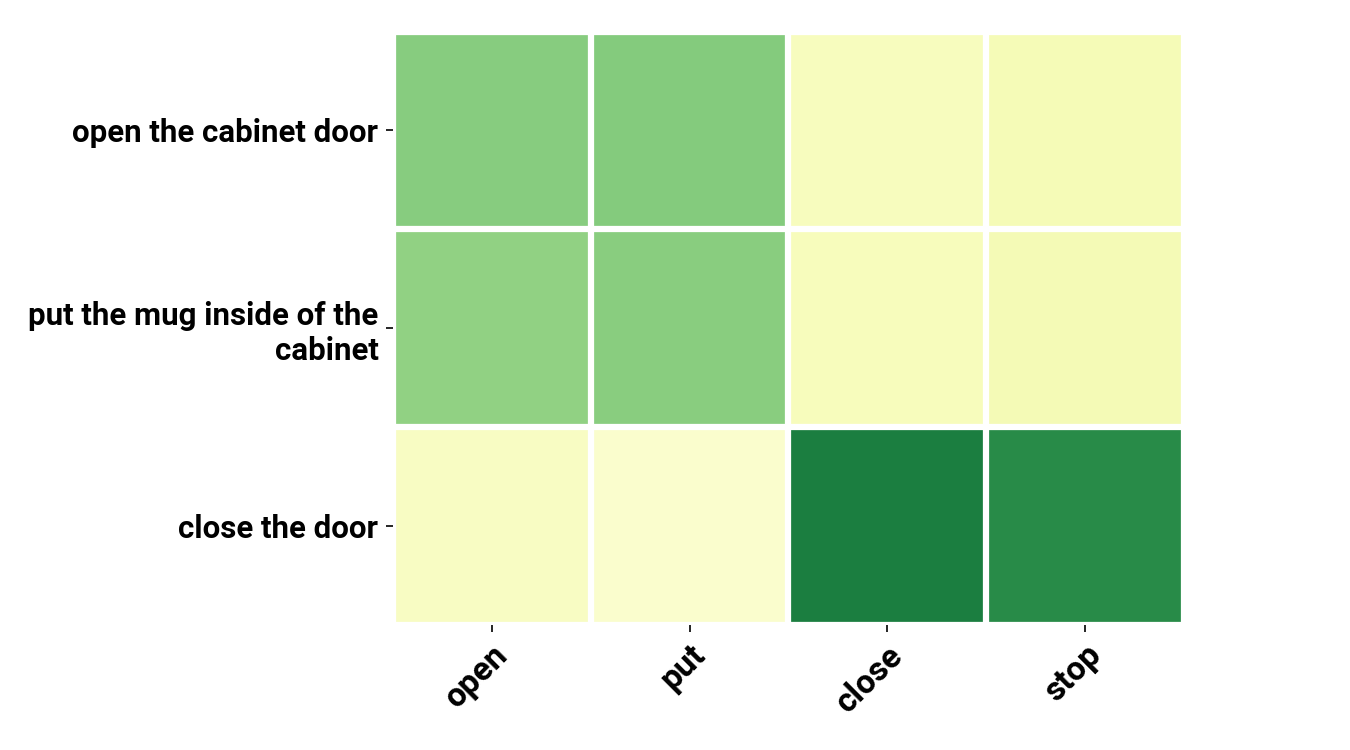 open the cabinet door
put the mug inside of the
cabinet
close the door
open
put
close
stop